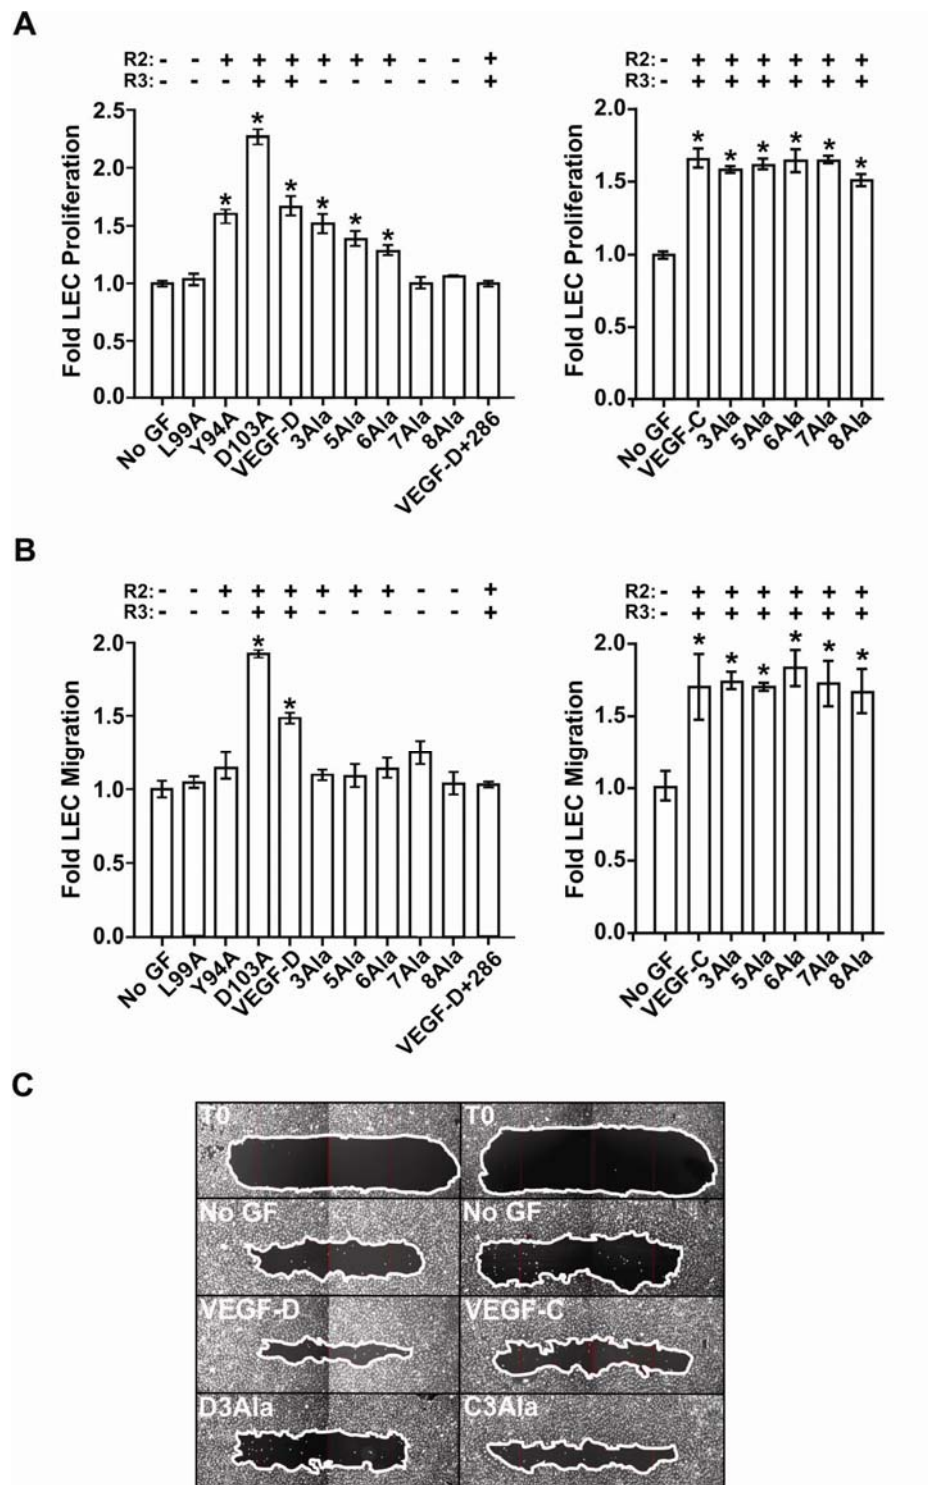 A
R2: - - + + + + + + - - +
R3: - - - + + - - - - - +
Fold LEC Proliferation
2.5
2.0
1.5
1.0
0.5
0.0
* * * * * * *
No GF L99A Y94A D103A VEGF-D 3Ala 5Ala 6Ala 7Ala 8Ala VEGF-D+286
R2: - + + + + + +
R3: - + + + + + +
Fold LEC Proliferation
2.0
1.5
1.0
0.5
0.0
* * * * * *
No GF VEGF-C 3Ala 5Ala 6Ala 7Ala 8Ala
B
R2: - - + + + + + + - - +
R3: - - - + + - - - - - +
Fold LEC Migration
2.0
1.5
1.0
0.5
0.0
* *
No GF L99A Y94A D103A VEGF-D 3Ala 5Ala 6Ala 7Ala 8Ala VEGF-D+286
R2: - + + + + + +
R3: - + + + + + +
Fold LEC Migration
2.0
1.5
1.0
0.5
0.0
* * * * * *
No GF VEGF-C 3Ala 5Ala 6Ala 7Ala 8Ala
C
T0 T0
No GF No GF
VEGF-D VEGF-C
D3Ala C3Ala